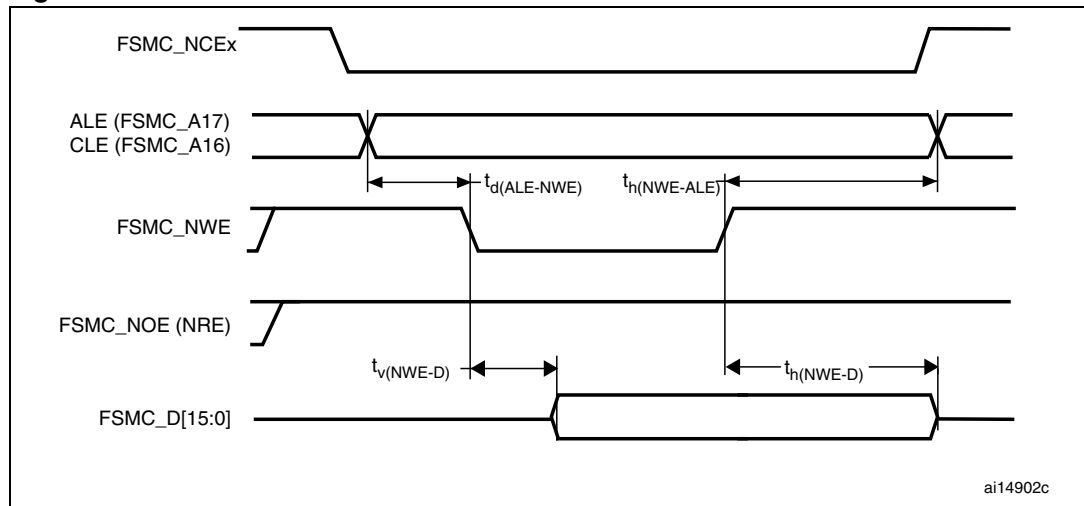 FSMC_NCEx
ALE (FSMC_A17)
CLE (FSMC_A16)
td(ALE-NWE)
th(NWE-ALE)
FSMC_NWE
FSMC_NOE (NRE)
tv(NWE-D)
th(NWE-D)
FSMC_D[15:0]
ai14902c